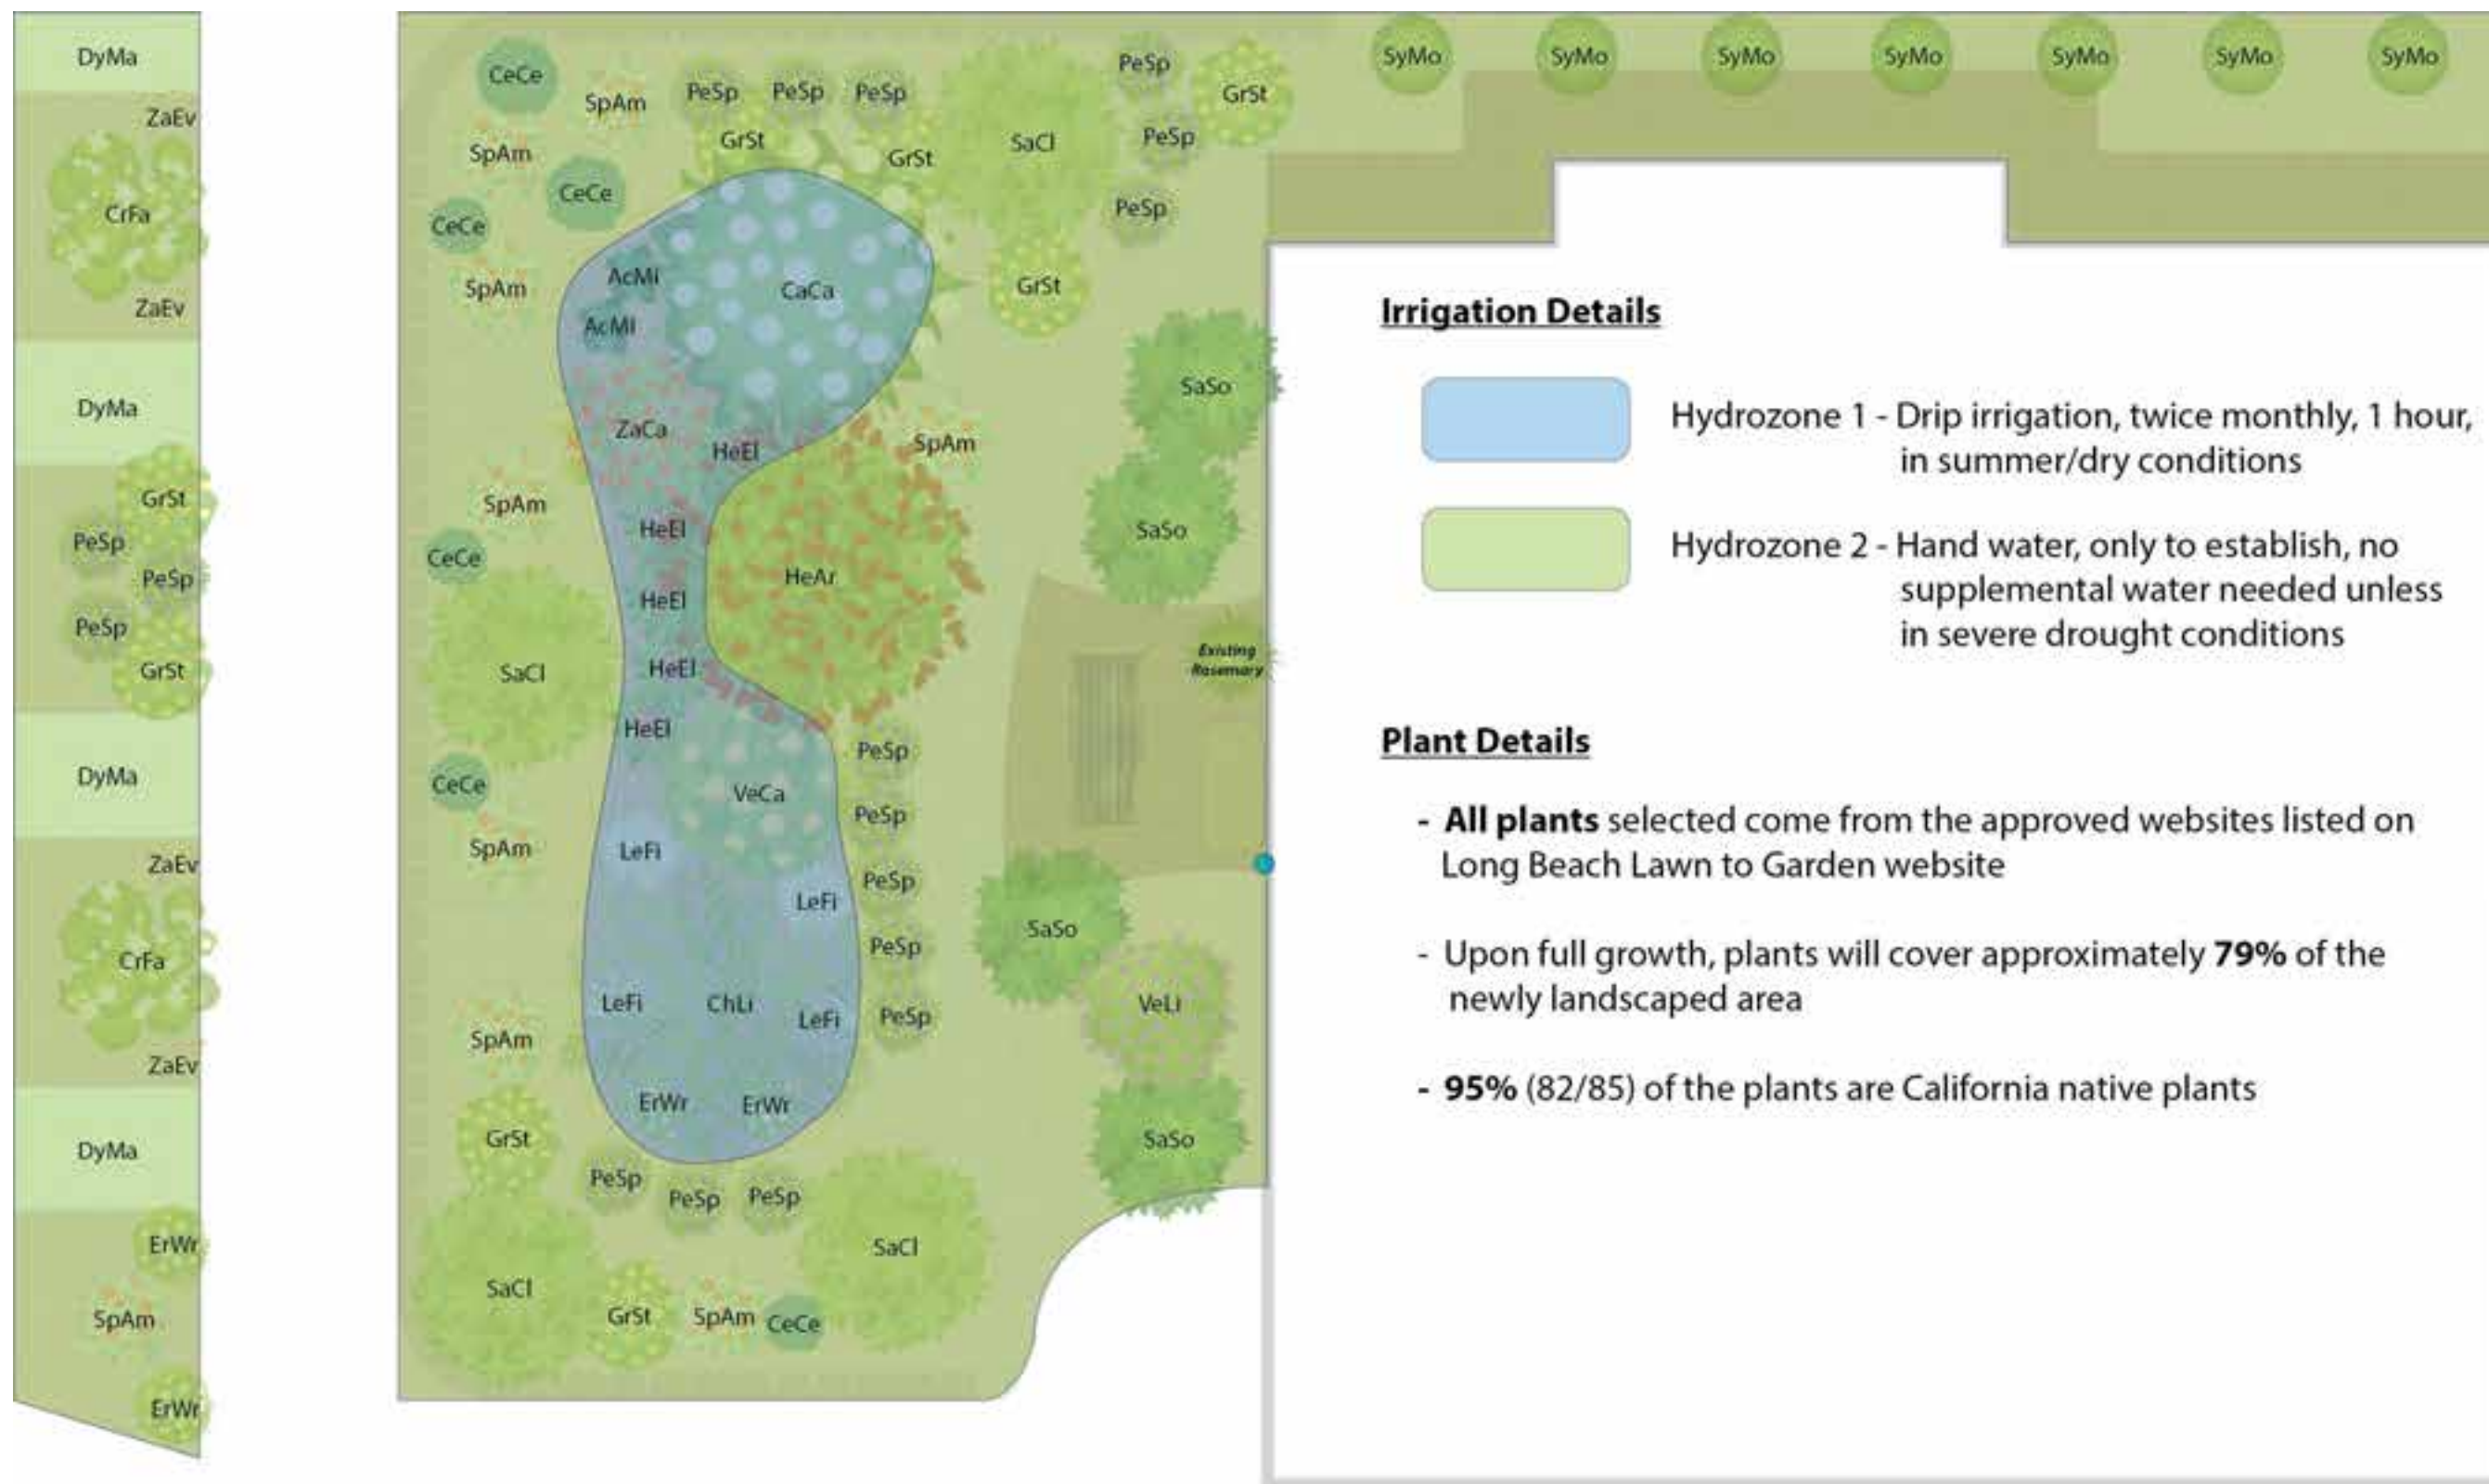 DyMa
ZaEv
CrFa
ZaEv
DyMa
GrSt
PeSp
PeSp
PeSp
GrSt
DyMa
ZaEv
CrFa
ZaEv
DyMa
ErWr
SpAm
ErWr
CeCe
SpAm
PeSp
PeSp
PeSp
GrSt
GrSt
SpAm
CeCe
CeCe
SpAm
SaCl
PeSp
GrSt
PeSp
PeSp
GrSt
AcMi
AcMi
CaCa
ZaCa
HeEl
SpAm
SpAm
HeEl
CeCe
HeEl
HeAr
SaCl
HeEl
HeEl
CeCe
VeCa
SpAm
LeFi
LeFi
PeSp
PeSp
PeSp
PeSp
PeSp
LeFi
ChLi
LeFi
SpAm
ErWr
ErWr
GrSt
PeSp
PeSp
PeSp
SaCl
SaCl
GrSt
SpAm
CeCe
SaSo
SaSo
Existing
Rosemary
SaSo
VeLi
SaSo
SyMo
SyMo
SyMo
SyMo
SyMo
SyMo
SyMo
Irrigation Details
Hydrozone 1 - Drip irrigation, twice monthly, 1 hour,
in summer/dry conditions
Hydrozone 2 - Hand water, only to establish, no
supplemental water needed unless
in severe drought conditions
Plant Details
- All plants selected come from the approved websites listed on
Long Beach Lawn to Garden website
- Upon full growth, plants will cover approximately 79% of the
newly landscaped area
- 95% (82/85) of the plants are California native plants